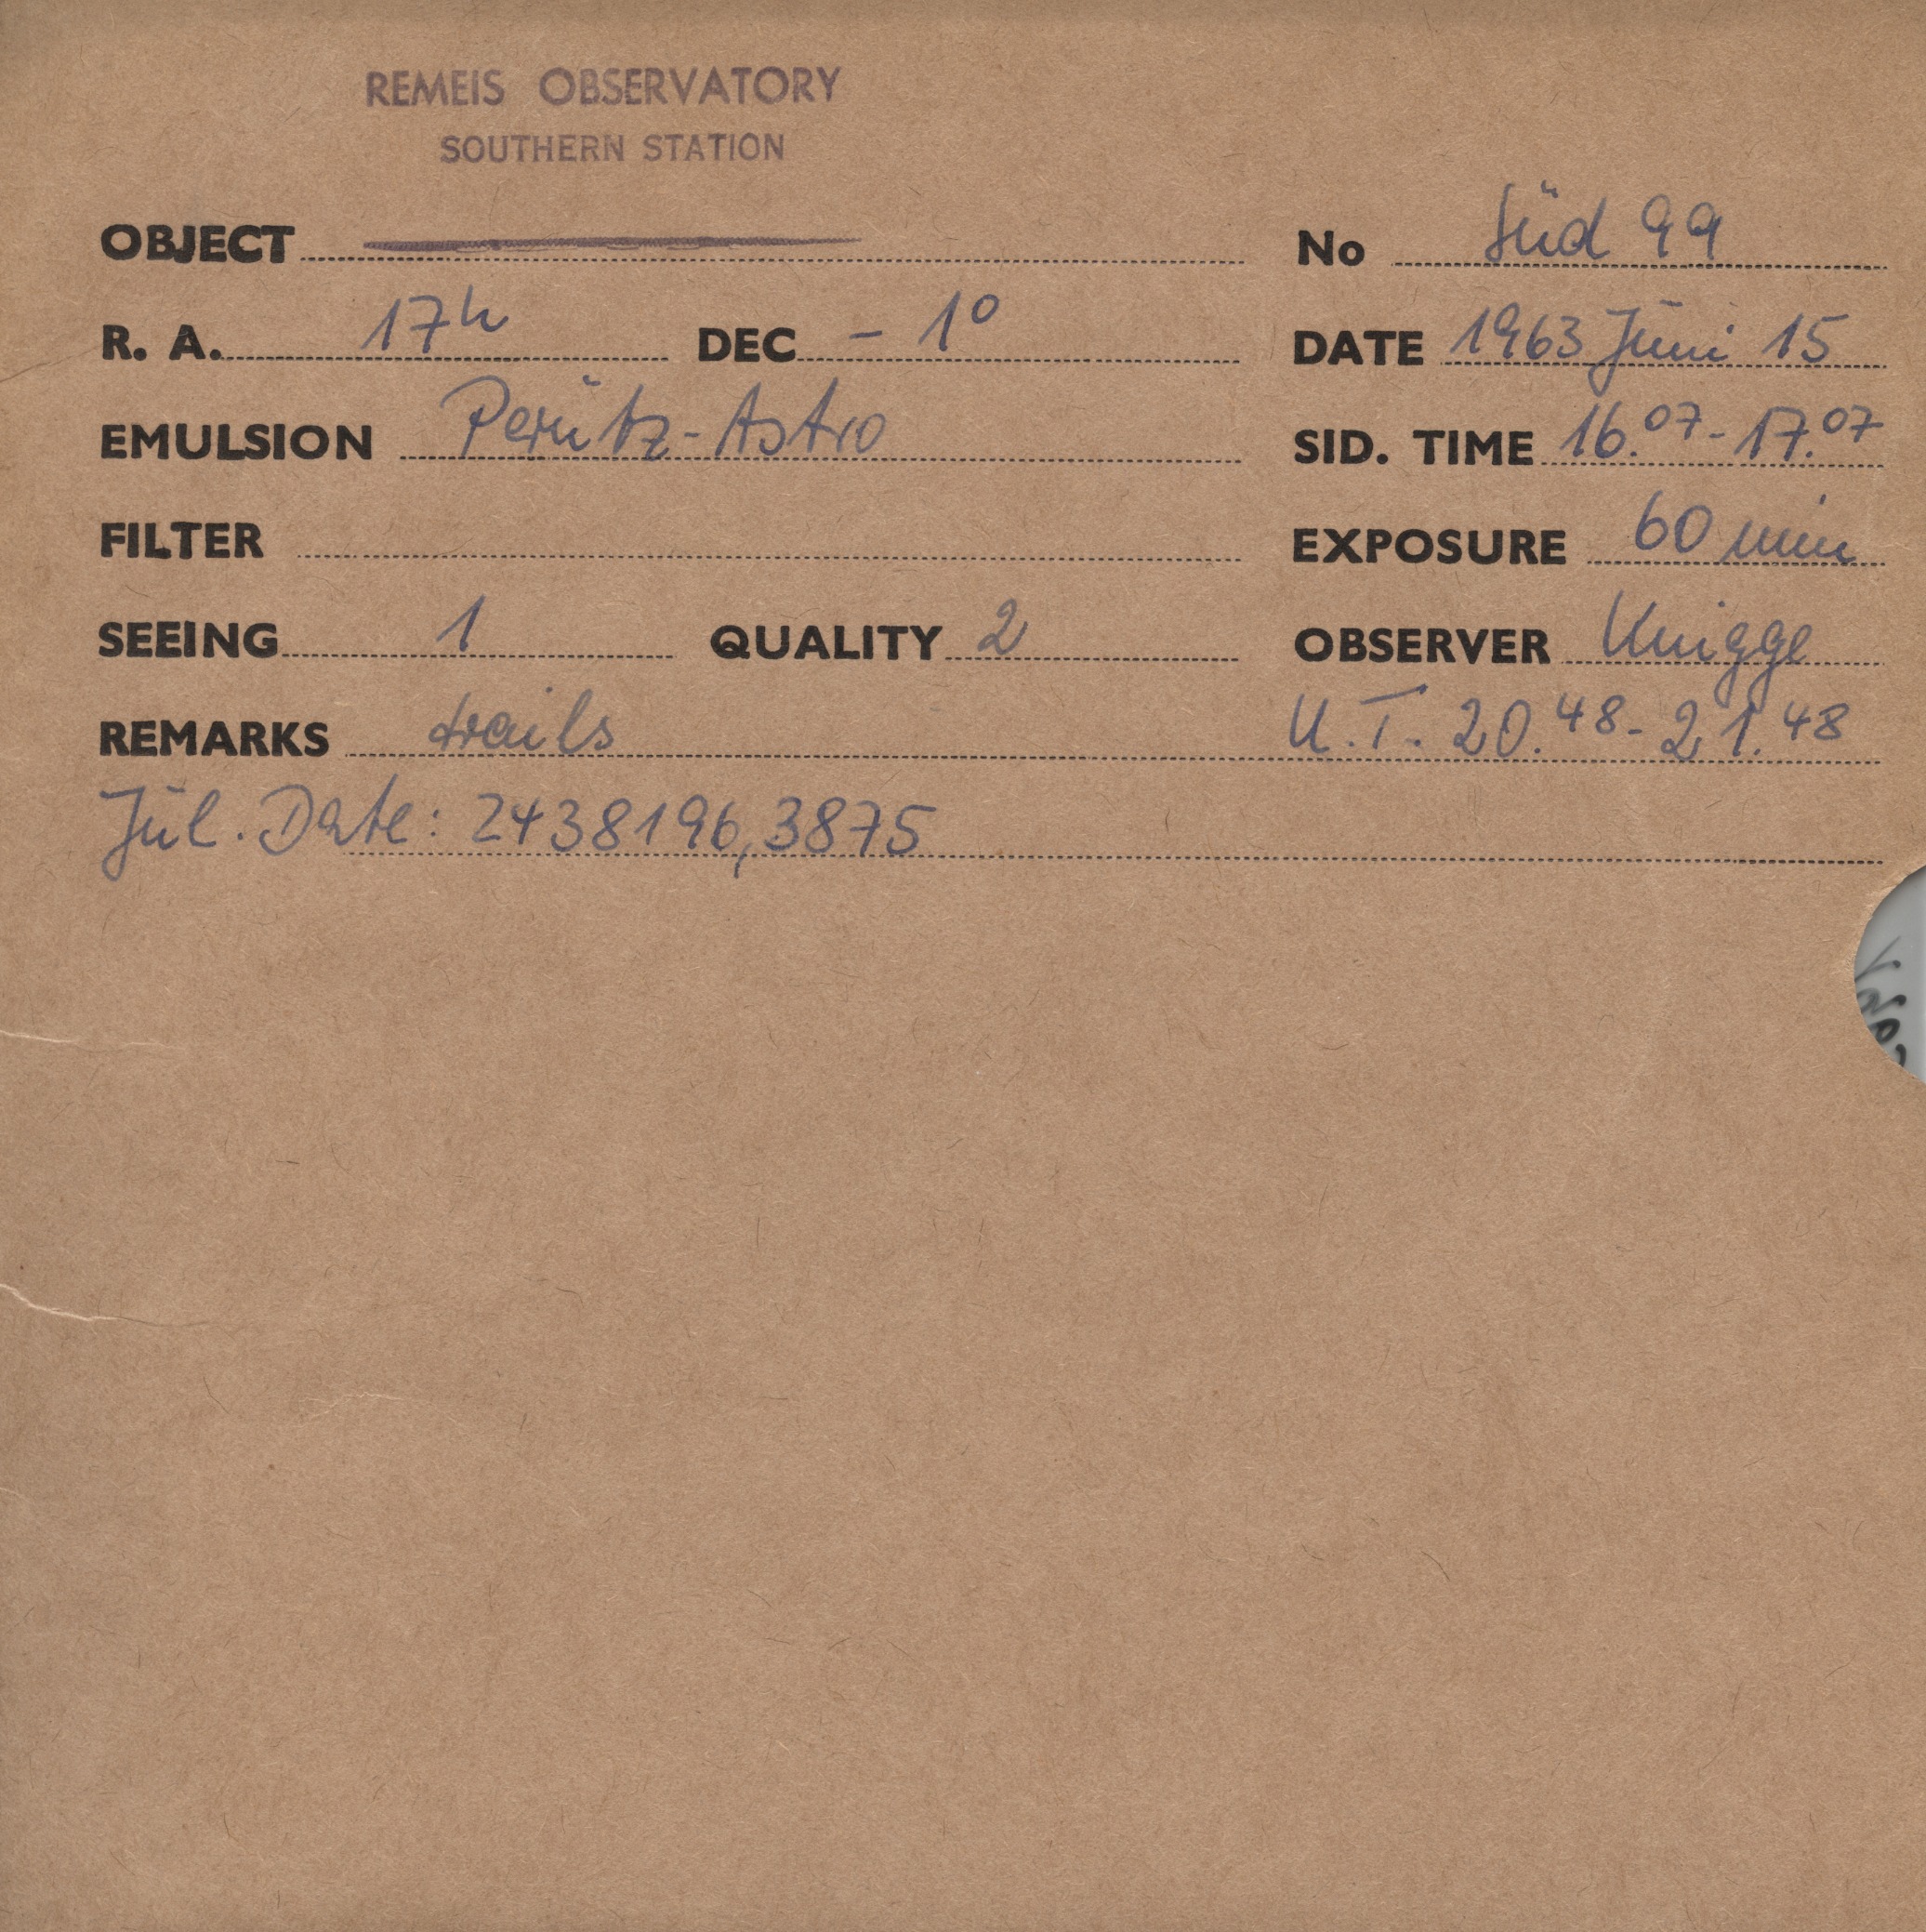 REMEIS OBSERVATORY
SOUTHERN STATION
OBJECT No Süd 99
R. A. 17h DEC - 1° DATE 1963 Juni 15
EMULSION Perutz-Astro SID. TIME 16.07-17.07
FILTER EXPOSURE 60 min
SEEING 1 QUALITY 2 OBSERVER Knigge
REMARKS trails U.T. 20.48-21.48
Jul. Date: 2438196,3875